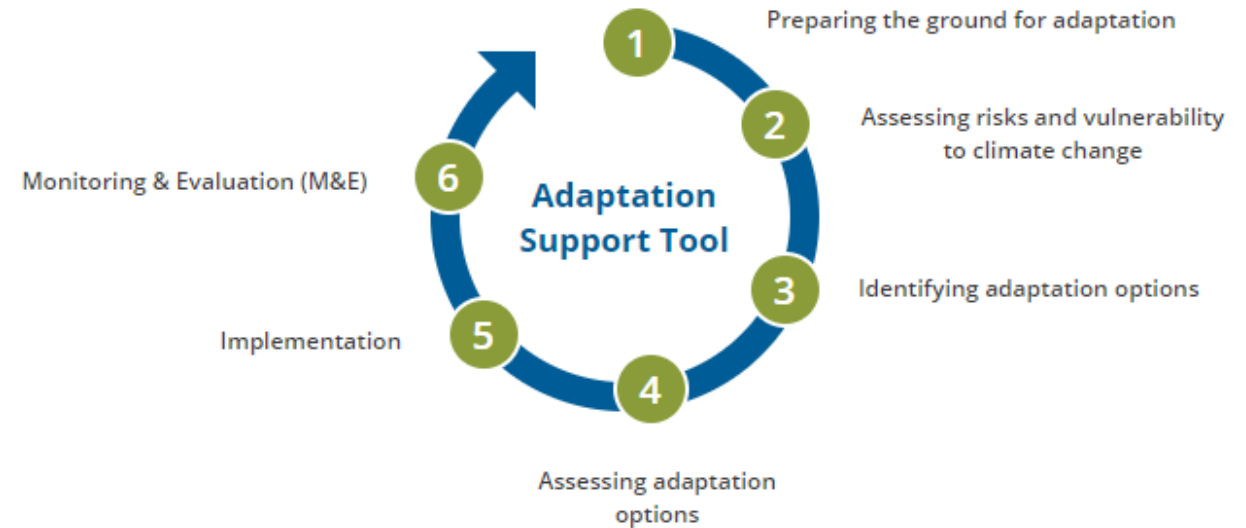 1
Preparing the ground for adaptation
2
Assessing risks and vulnerability
to climate change
3
Identifying adaptation options
4
Assessing adaptation
options
5
Implementation
6
Monitoring & Evaluation (M&E)
Adaptation
Support Tool